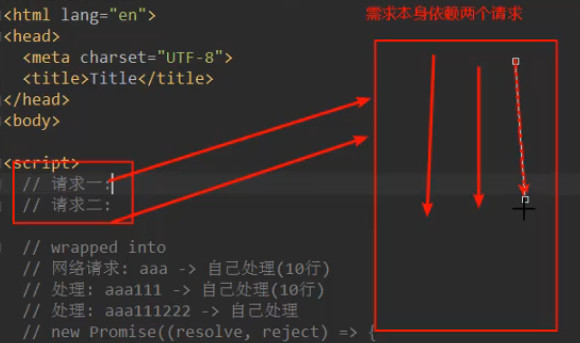 <html lang="en">
需求本身依赖两个请求
<head>
<meta charset="UTF-8">
<title>Title</title>
</head>
<body>
<script>
// 请求一:
// 请求二:
// wrapped into
// 网络请求: aaa -> 自己处理(10行)
// 处理: aaa111 -> 自己处理(10行)
// 处理: aaa111222 -> 自己处理
// new Promise((resolve, reject) => {